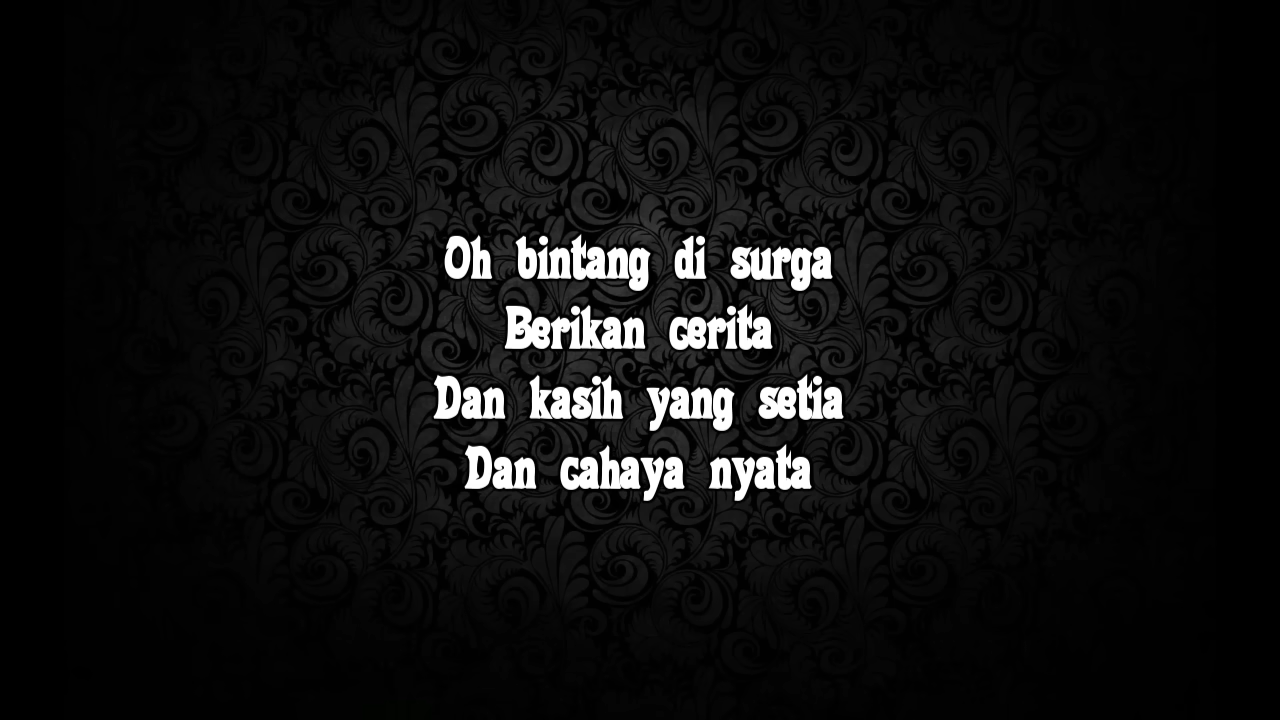 Oh bintang di surga
Berikan cerita
Dan kasih yang setia
Dan cahaya nyata